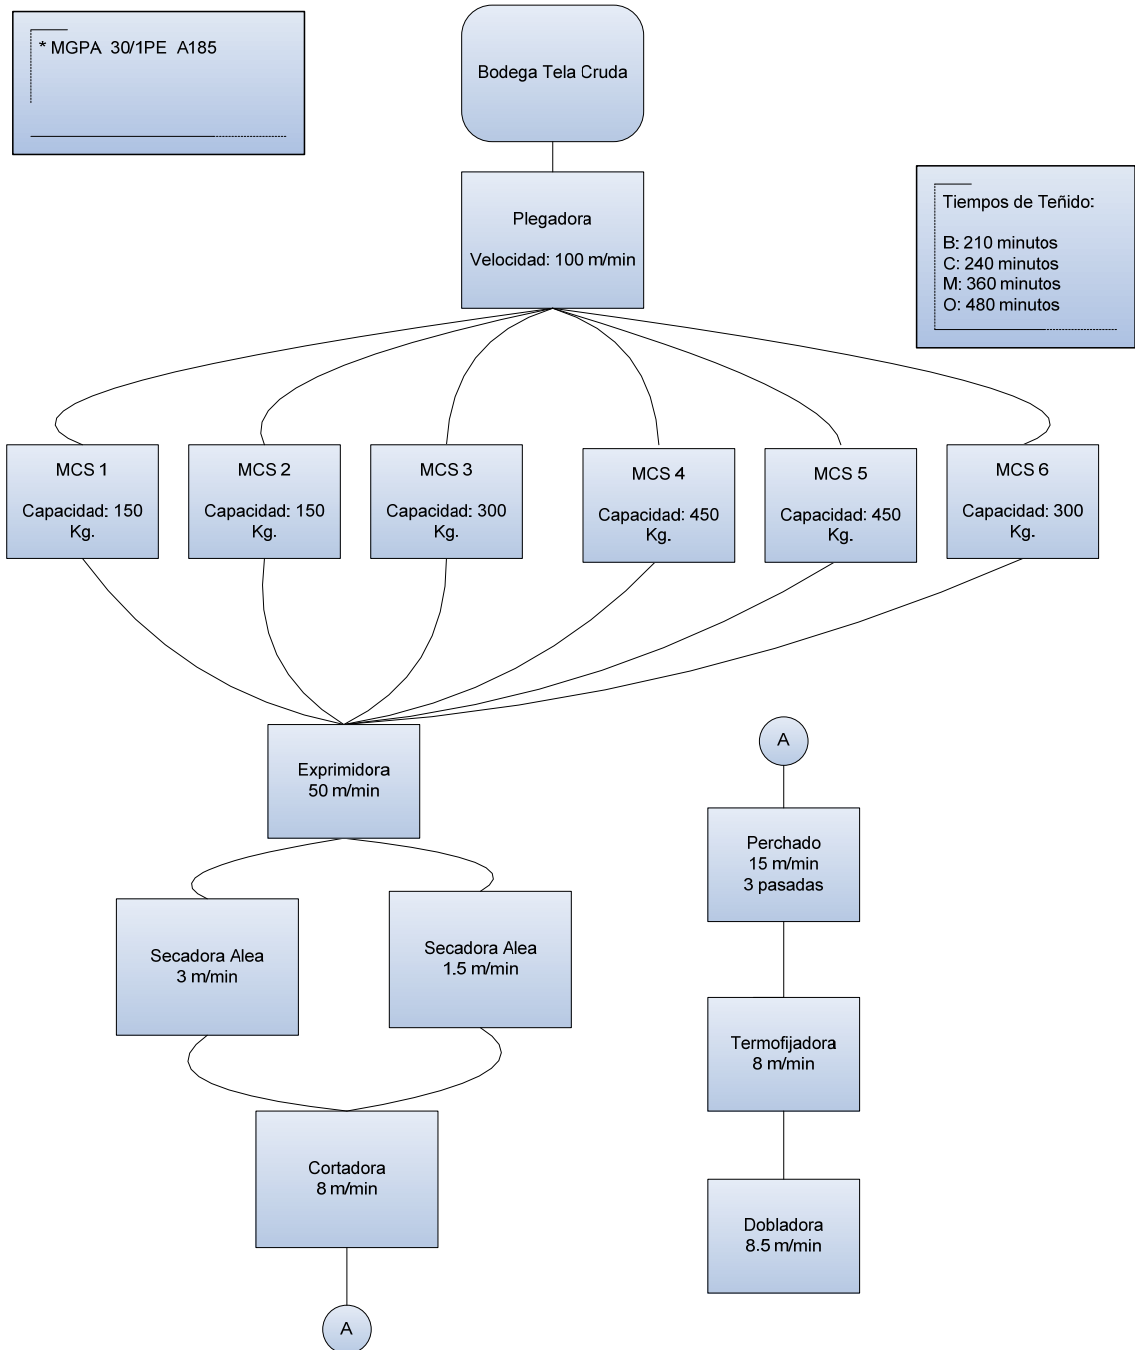 * MGPA 30/1PE A185
Bodega Tela Cruda
Plegadora
Velocidad: 100 m/min
Tiempos de Teñido:
B: 210 minutos
C: 240 minutos
M: 360 minutos
O: 480 minutos
MCS 1
Capacidad: 150
Kg.
MCS 2
Capacidad: 150
Kg.
MCS 3
Capacidad: 300
Kg.
MCS 4
Capacidad: 450
Kg.
MCS 5
Capacidad: 450
Kg.
MCS 6
Capacidad: 300
Kg.
Exprimidora
50 m/min
Secadora Alea
3 m/min
Secadora Alea
1.5 m/min
Cortadora
8 m/min
A
A
Perchado
15 m/min
3 pasadas
Termofijadora
8 m/min
Dobladora
8.5 m/min